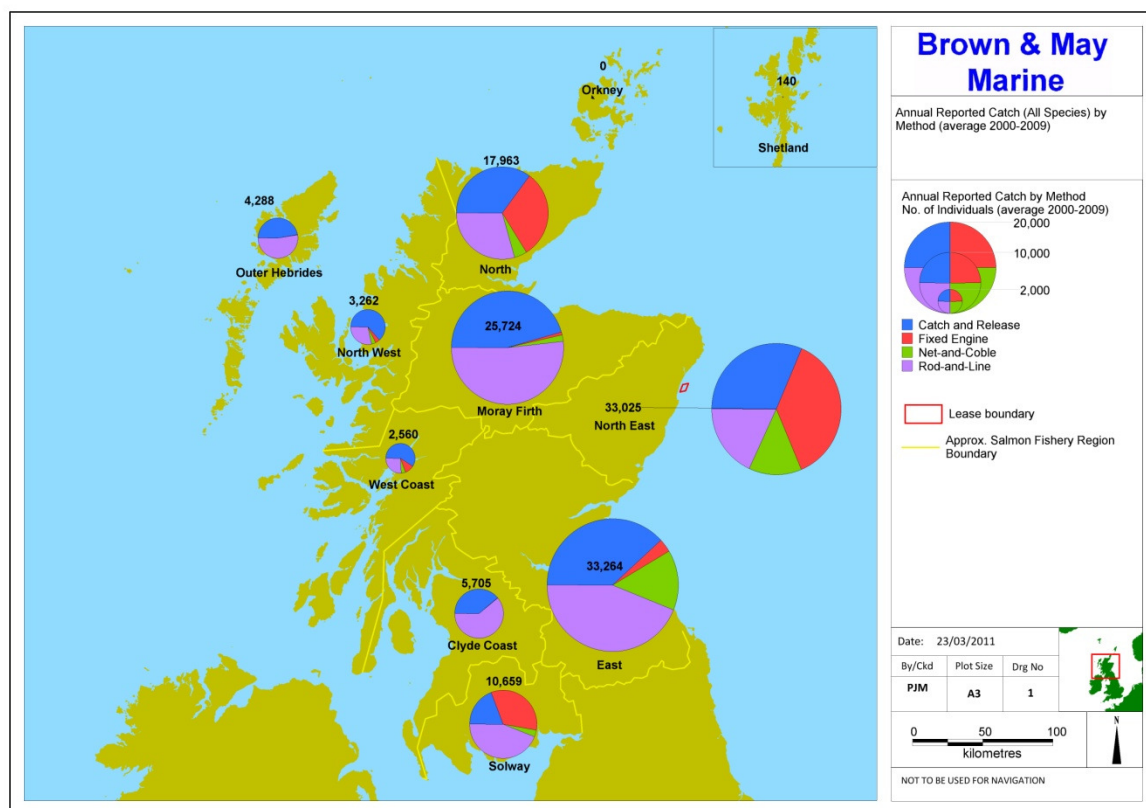 0
Orkney
140
Shetland
17,963
North
4,288
Outer Hebrides
3,262
North West
25,724
Moray Firth
33,025
North East
2,560
West Coast
33,264
East
5,705
Clyde Coast
10,659
Solway
Brown & May
Marine
Annual Reported Catch (All Species) by
Method (average 2000-2009)
Annual Reported Catch by Method
No. of Individuals (average 2000-2009)
20,000
10,000
2,000
Catch and Release
Fixed Engine
Net-and-Coble
Rod-and-Line
Lease boundary
Approx. Salmon Fishery Region
Boundary
Date: 23/03/2011
By/Ckd Plot Size Drg No
PJM A3 1
0 50 100
kilometres
N
NOT TO BE USED FOR NAVIGATION